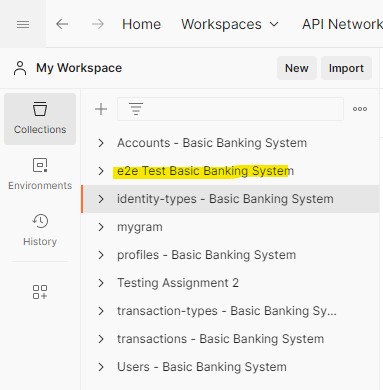 Home Workspaces API Network
My Workspace New Import
Collections
Environments
History
Accounts - Basic Banking System
e2e Test Basic Banking System
identity-types - Basic Banking System
mygram
profiles - Basic Banking System
Testing Assignment 2
transaction-types - Basic Banking Sy...
transactions - Basic Banking System
Users - Basic Banking System